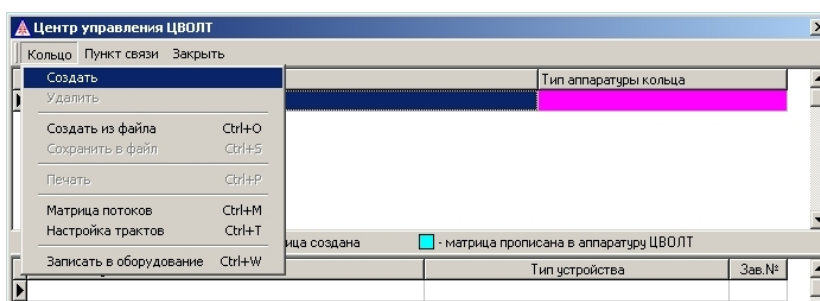 Центр управления ЦВОЛТ
Кольцо Пункт связи Закрыть
Создать
Тип аппаратуры кольца
Удалить
Создать из файла Ctrl+O
Сохранить в файл Ctrl+S
Печать Ctrl+P
Матрица потоков Ctrl+M
Настройка трактов Ctrl+T
создана - матрица прописана в аппаратуру ЦВОЛТ
Записать в оборудование Ctrl+W
Тип устройства Зав.№